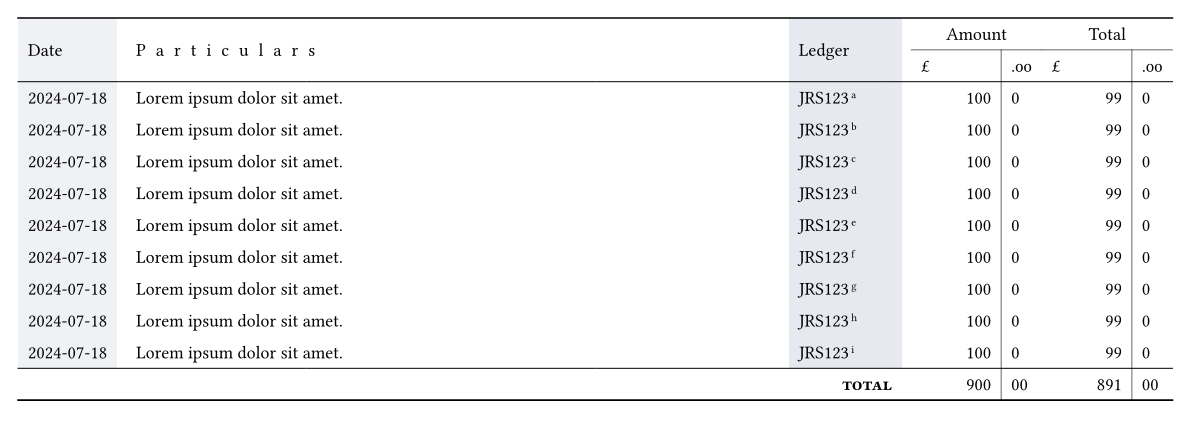 Amount Total
Date P a r t i c u l a r s Ledger
£ .oo £ .oo
2024-07-18 Lorem ipsum dolor sit amet. JRS123 a 100 0 99 0
2024-07-18 Lorem ipsum dolor sit amet. JRS123 b 100 0 99 0
2024-07-18 Lorem ipsum dolor sit amet. JRS123 c 100 0 99 0
2024-07-18 Lorem ipsum dolor sit amet. JRS123 d 100 0 99 0
2024-07-18 Lorem ipsum dolor sit amet. JRS123 e 100 0 99 0
2024-07-18 Lorem ipsum dolor sit amet. JRS123 f 100 0 99 0
2024-07-18 Lorem ipsum dolor sit amet. JRS123 g 100 0 99 0
2024-07-18 Lorem ipsum dolor sit amet. JRS123 h 100 0 99 0
2024-07-18 Lorem ipsum dolor sit amet. JRS123 i 100 0 99 0
TOTAL 900 00 891 00